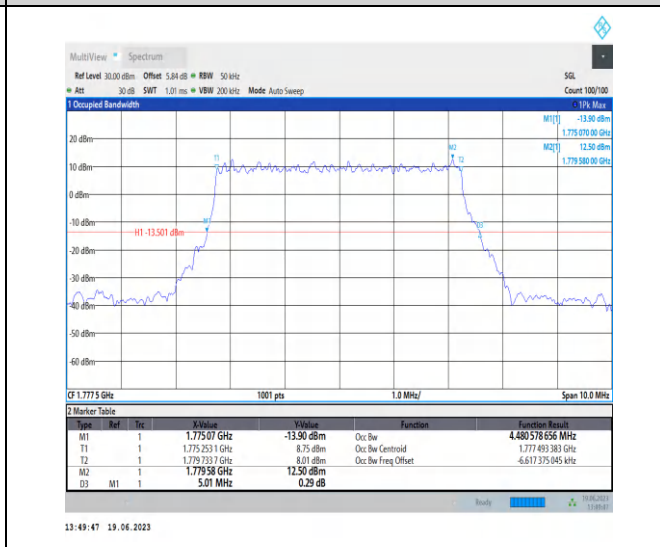 MultiView Spectrum
Ref Level 30.00 dBm Offset 5.84 dB RBW 50 kHz SGL
Att 30 dB SWT 1.01 ms VBW 200 kHz Mode Auto Sweep Count 100/100
1 Occupied Bandwidth 1Pk Max
M1[1] -13.90 dBm
1.775 070 00 GHz
M2[1] 12.50 dBm
1.779 580 00 GHz
20 dBm
M2
T1 T2
10 dBm
0 dBm
-10 dBm
M1 D3
H1 -13.501 dBm
-20 dBm
-30 dBm
-40 dBm
-50 dBm
-60 dBm
CF 1.777 5 GHz 1001 pts 1.0 MHz/ Span 10.0 MHz
2 Marker Table
Type Ref Trc X-Value Y-Value Function Function Result
M1 1 1.775 07 GHz -13.90 dBm Occ Bw 4.480 578 656 MHz
T1 1 1.775 253 1 GHz 8.75 dBm Occ Bw Centroid 1.777 493 383 GHz
T2 1 1.779 733 7 GHz 8.01 dBm Occ Bw Freq Offset -6.617 375 045 kHz
M2 1 1.779 58 GHz 12.50 dBm
D3 M1 1 5.01 MHz 0.29 dB
Ready 19.06.2023
13:49:47
13:49:47 19.06.2023